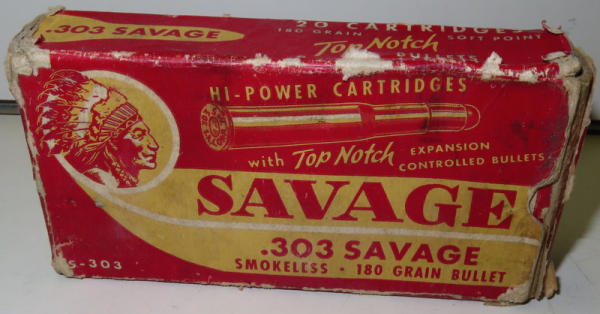 .303 SAVAGE
20 CARTRIDGES
180 GRAIN SOFT POINT
Top Notch
HI-POWER CARTRIDGES
with Top Notch EXPANSION
CONTROLLED BULLETS
SAVAGE
.303 SAVAGE
SMOKELESS - 180 GRAIN BULLET
S-303